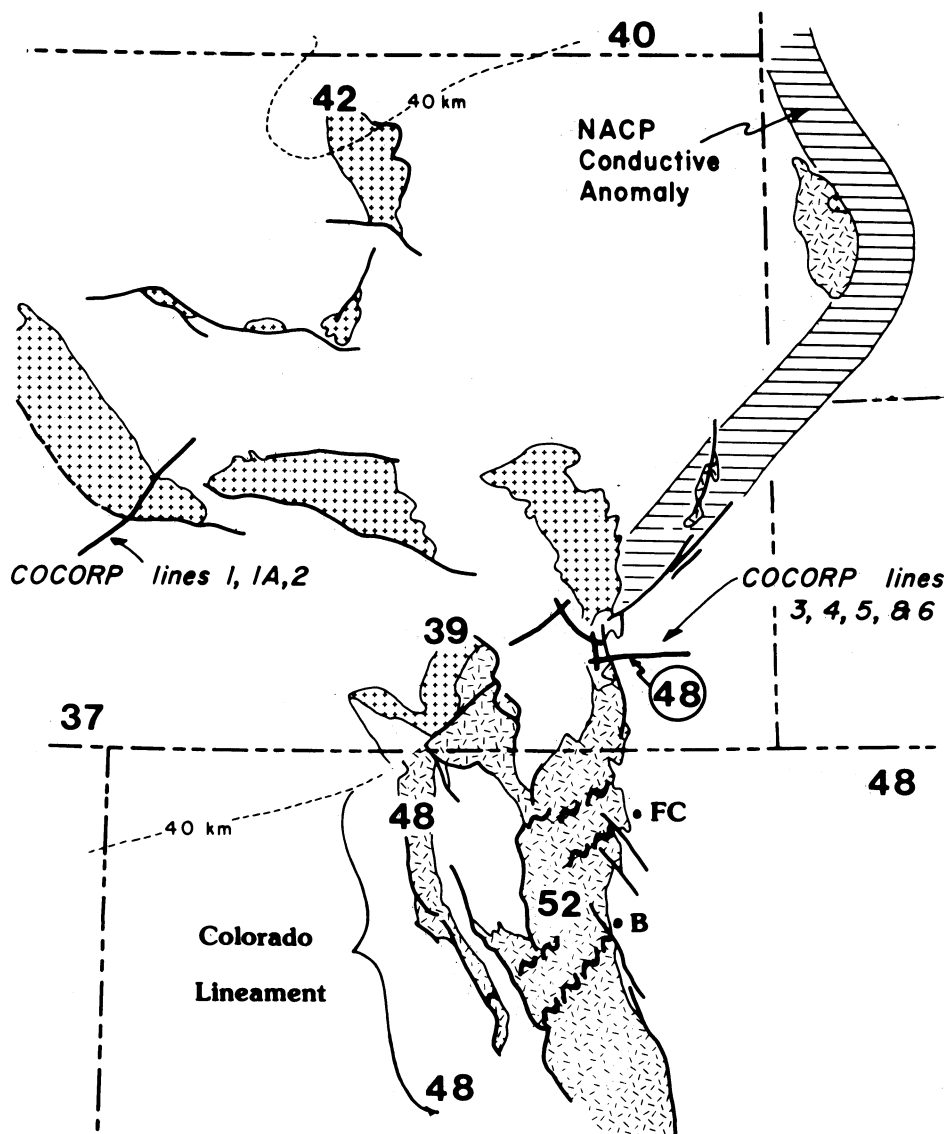 40
42
40 km
NACP
Conductive
Anomaly
COCORP lines 1, 1A, 2
COCORP lines
3, 4, 5, & 6
39
48
37
48
48
40 km
FC
52
B
Colorado
Lineament
48